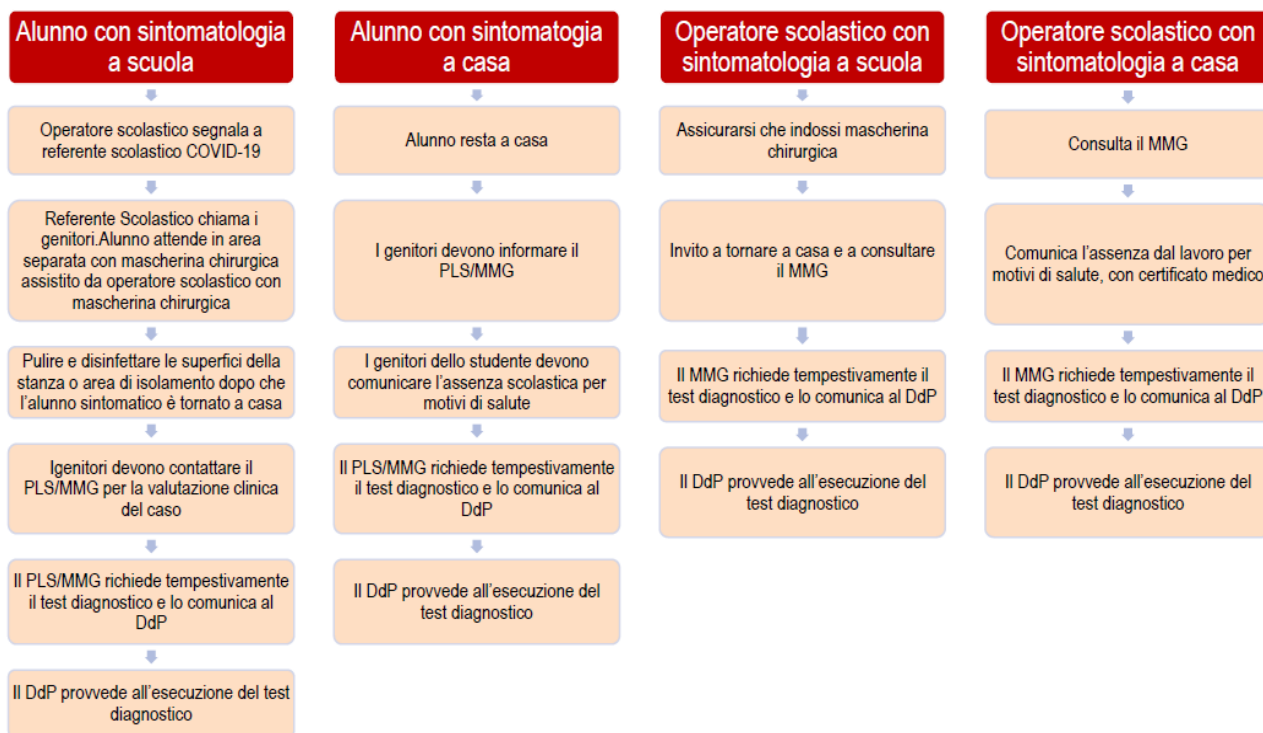 Alunno con sintomatologia
a scuola
Operatore scolastico segnala a
referente scolastico COVID-19
Referente Scolastico chiama i
genitori.Alunno attende in area
separata con mascherina chirurgica
assistito da operatore scolastico con
mascherina chirurgica
Pulire e disinfettare le superfici della
stanza o area di isolamento dopo che
l'alunno sintomatico è tornato a casa
Igenitori devono contattare il
PLS/MMG per la valutazione clinica
del caso
Il PLS/MMG richiede tempestivamente
il test diagnostico e lo comunica al
DdP
Il DdP provvede all'esecuzione del test
diagnostico
Alunno con sintomatogia
a casa
Alunno resta a casa
I genitori devono informare il
PLS/MMG
I genitori dello studente devono
comunicare l'assenza scolastica per
motivi di salute
Il PLS/MMG richiede tempestivamente
il test diagnostico e lo comunica al
DdP
Il DdP provvede all'esecuzione del
test diagnostico
Operatore scolastico con
sintomatologia a scuola
Assicurarsi che indossi mascherina
chirurgica
Invito a tornare a casa e a consultare
il MMG
Il MMG richiede tempestivamente il
test diagnostico e lo comunica al DdP
Il DdP provvede all'esecuzione del
test diagnostico
Operatore scolastico con
sintomatologia a casa
Consulta il MMG
Comunica l'assenza dal lavoro per
motivi di salute, con certificato medico
Il MMG richiede tempestivamente il
test diagnostico e lo comunica al DdP
Il DdP provvede all'esecuzione del
test diagnostico